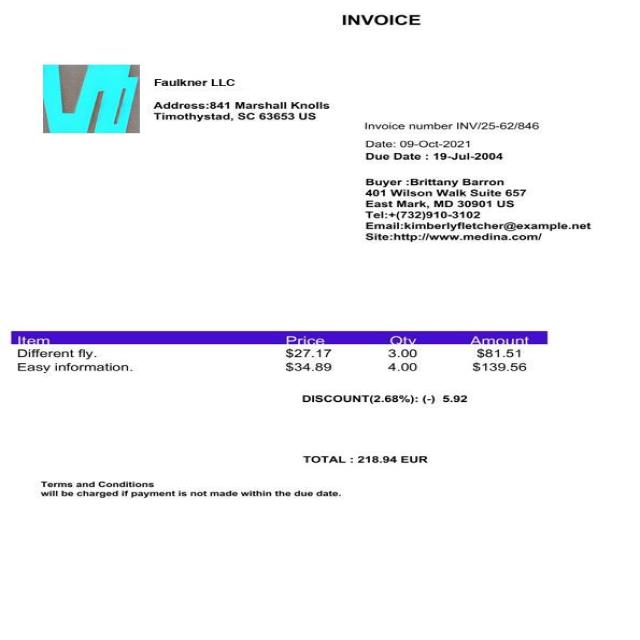 INVOICE
Faulkner LLC
Address:841 Marshall Knolls
Timothystad, SC 63653 US
Invoice number INV/25-62/846
Date: 09-Oct-2021
Due Date : 19-Jul-2004
Buyer :Brittany Barron
401 Wilson Walk Suite 657
East Mark, MD 30901 US
Tel:+(732)910-3102
Email:kimberlyfletcher@example.net
Site:http://www.medina.com/
Item Price Qty Amount
Different fly. $27.17 3.00 $81.51
Easy information. $34.89 4.00 $139.56
DISCOUNT(2.68%): (-) 5.92
TOTAL : 218.94 EUR
Terms and Conditions
will be charged if payment is not made within the due date.